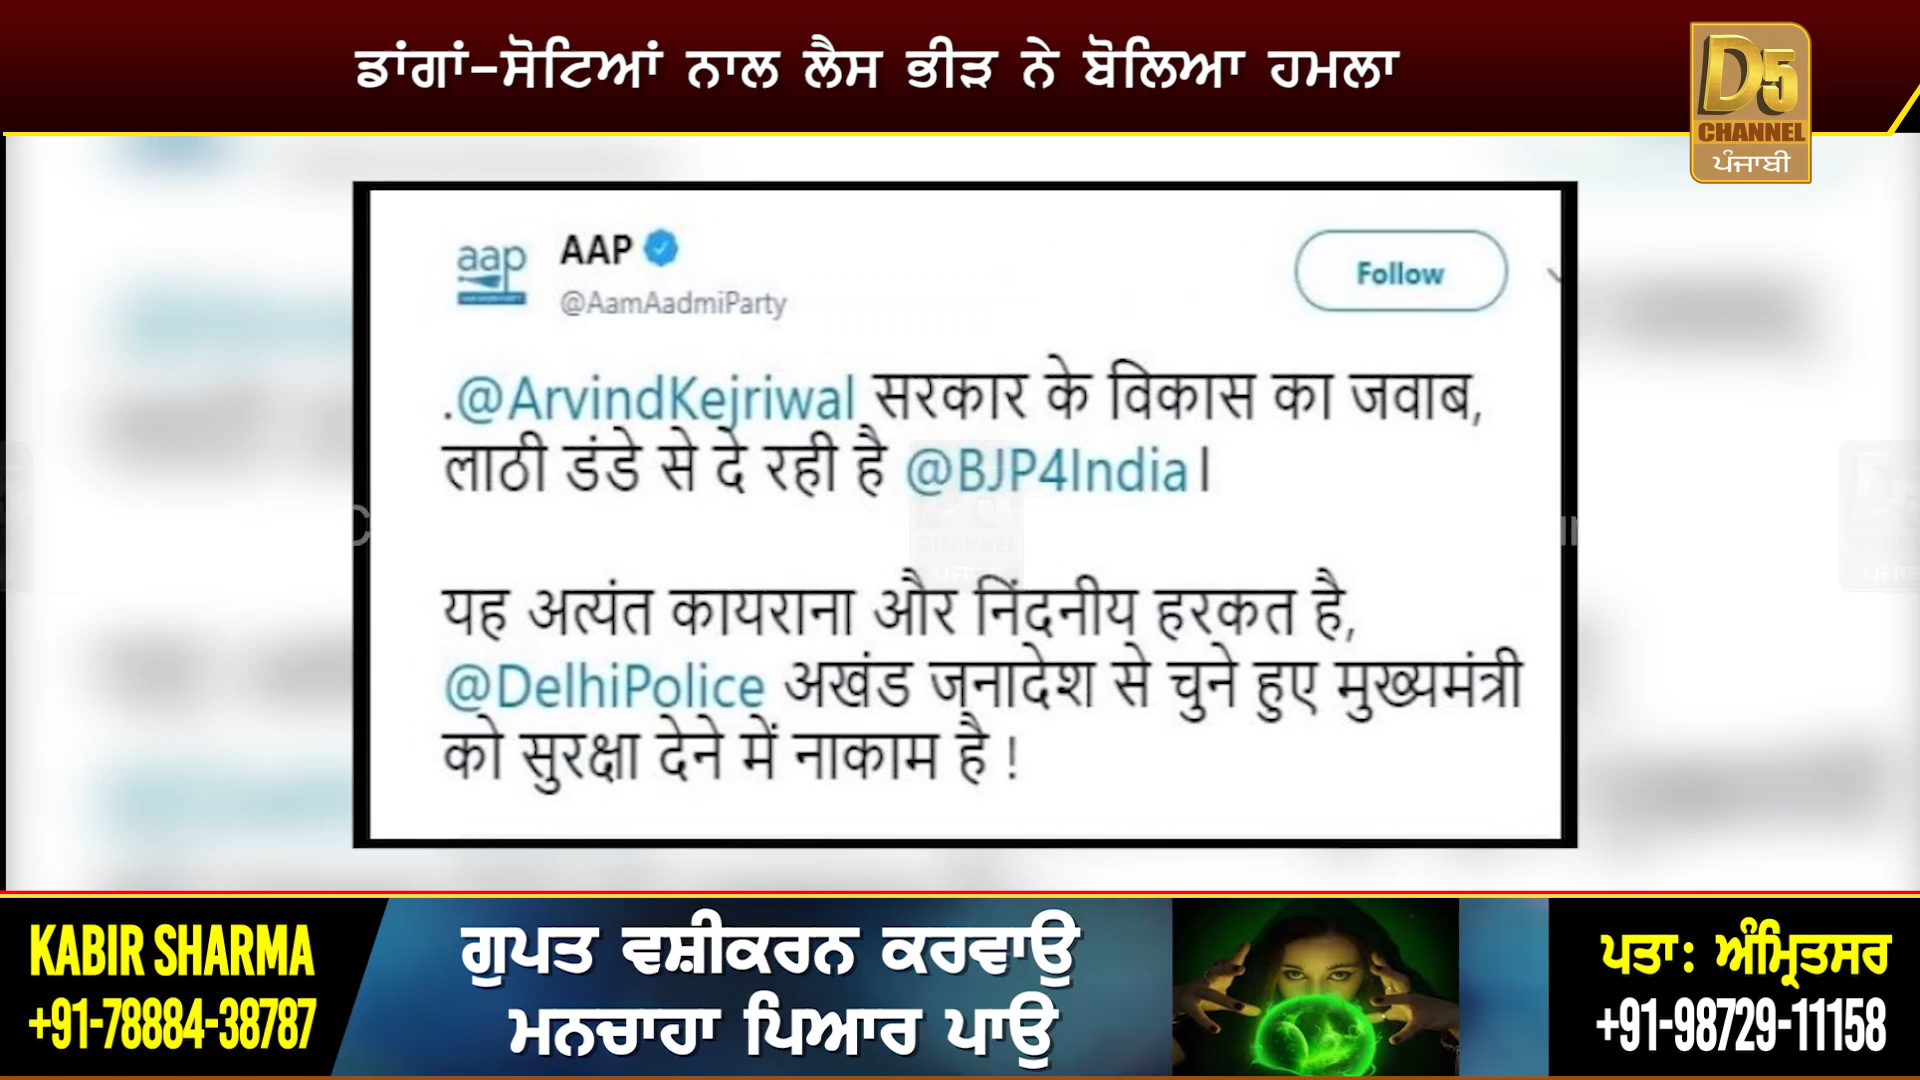 ਡਾਂਗਾਂ-ਸੋਟਿਆਂ ਨਾਲ ਲੈਸ ਭੀੜ ਨੇ ਬੋਲਿਆ ਹਮਲਾ
D5
CHANNEL
ਪੰਜਾਬੀ
aap
AAP
@AamAadmiParty
Follow
.@ArvindKejriwal सरकार के विकास का जवाब,
लाठी डंडे से दे रही है @BJP4India।
यह अत्यंत कायराना और निंदनीय हरकत है,
@DelhiPolice अखंड जनादेश से चुने हुए मुख्यमंत्री
को सुरक्षा देने में नाकाम है !
KABIR SHARMA
+91-78884-38787
ਗੁਪਤ ਵਸ਼ੀਕਰਨ ਕਰਵਾਉ
ਮਨਚਾਹਾ ਪਿਆਰ ਪਾਉ
ਪਤਾ: ਅੰਮ੍ਰਿਤਸਰ
+91-98729-11158